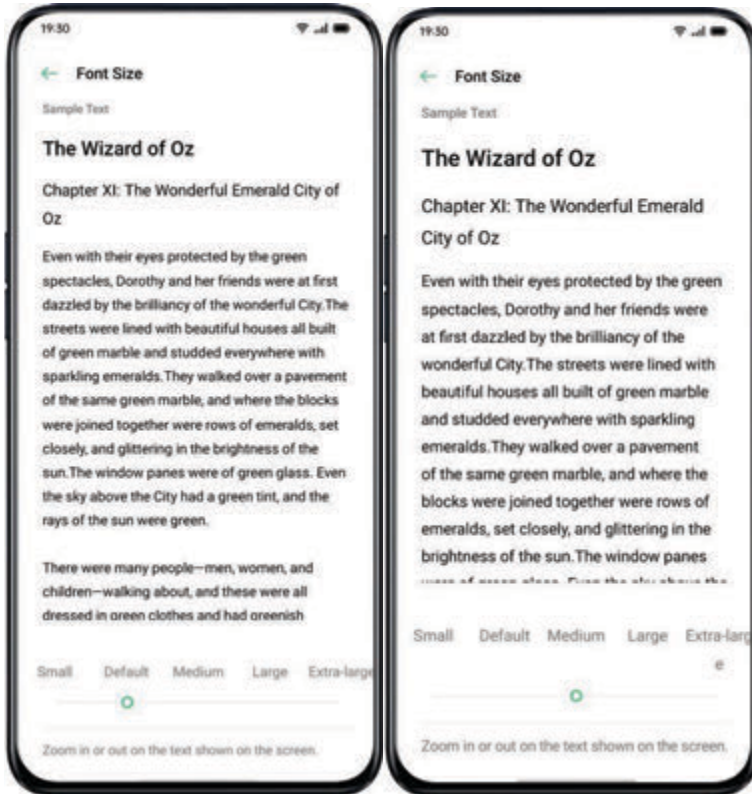 19:30
Font Size
Sample Text
The Wizard of Oz
Chapter XI: The Wonderful Emerald City of
Oz
Even with their eyes protected by the green
spectacles, Dorothy and her friends were at first
dazzled by the brilliancy of the wonderful City.The
streets were lined with beautiful houses all built
of green marble and studded everywhere with
sparkling emeralds.They walked over a pavement
of the same green marble, and where the blocks
were joined together were rows of emeralds, set
closely, and glittering in the brightness of the
sun.The window panes were of green glass. Even
the sky above the City had a green tint, and the
rays of the sun were green.
There were many people—men, women, and
children—walking about, and these were all
dressed in green clothes and had greenish
Small Default Medium Large Extra-large
Zoom in or out on the text shown on the screen.
19:30
Font Size
Sample Text
The Wizard of Oz
Chapter XI: The Wonderful Emerald
City of Oz
Even with their eyes protected by the green
spectacles, Dorothy and her friends were
at first dazzled by the brilliancy of the
wonderful City.The streets were lined with
beautiful houses all built of green marble
and studded everywhere with sparkling
emeralds.They walked over a pavement
of the same green marble, and where the
blocks were joined together were rows of
emeralds, set closely, and glittering in the
brightness of the sun.The window panes
were of green glass. Even the sky above the
Small Default Medium Large Extra-larg
e
Zoom in or out on the text shown on the screen.